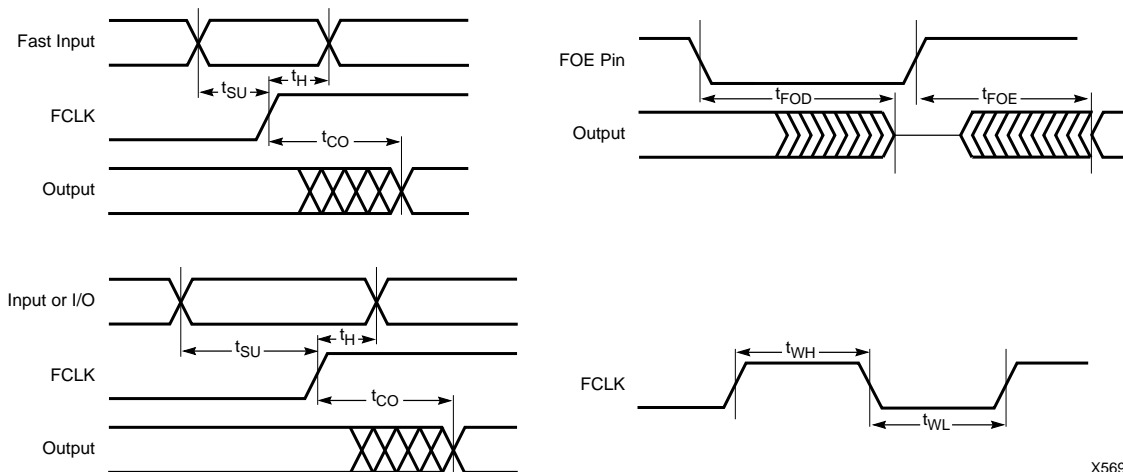 Fast Input
tSU
tH
FCLK
tCO
Output
FOE Pin
tFOD
tFOE
Output
Input or I/O
tH
tSU
FCLK
tCO
Output
tWH
FCLK
tWL
X569